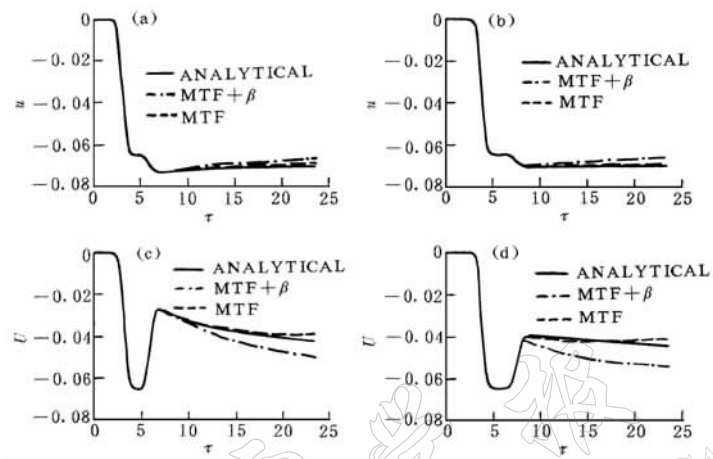 (a)
0
−0.02
−0.04
−0.06
−0.08
u
ANALYTICAL
MTF+β
MTF
0 5 10 15 20 25
τ
(b)
0
−0.02
−0.04
−0.06
−0.08
u
ANALYTICAL
MTF+β
MTF
0 5 10 15 20 25
τ
(c)
0
−0.02
−0.04
−0.06
−0.08
U
ANALYTICAL
MTF+β
MTF
0 5 10 15 20 25
τ
(d)
0
−0.02
−0.04
−0.06
−0.08
U
ANALYTICAL
MTF+β
MTF
0 5 10 15 20 25
τ